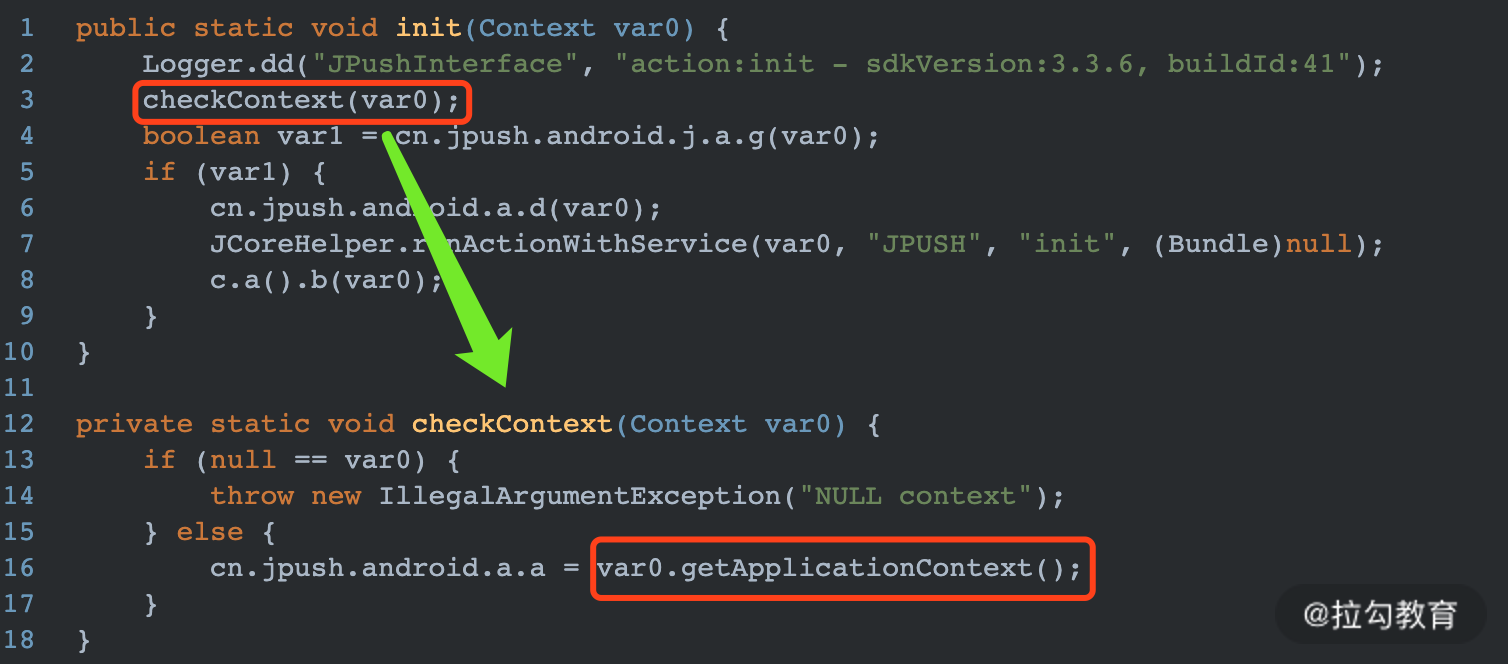 1 public static void init(Context var0) {
2 Logger.dd("JPushInterface", "action:init - sdkVersion:3.3.6, buildId:41");
3 checkContext(var0);
4 boolean var1 = cn.jpush.android.j.a.g(var0);
5 if (var1) {
6 cn.jpush.android.a.d(var0);
7 JCoreHelper.runActionWithService(var0, "JPUSH", "init", (Bundle)null);
8 c.a().b(var0);
9 }
10 }
11
12 private static void checkContext(Context var0) {
13 if (null == var0) {
14 throw new IllegalArgumentException("NULL context");
15 } else {
16 cn.jpush.android.a.a = var0.getApplicationContext();
17 }
18 }
@拉勾教育